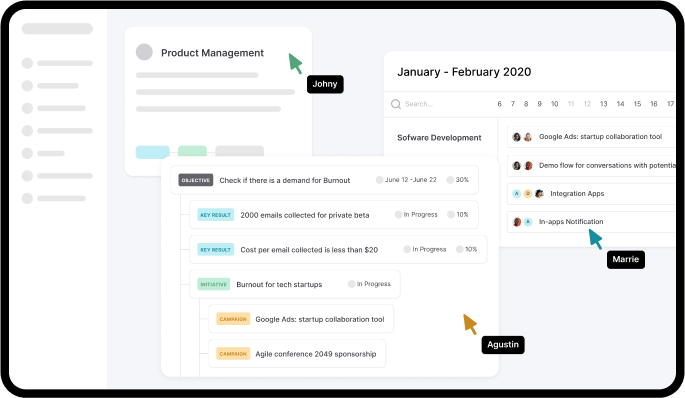 Product Management
Johny
January - February 2020
Search...
6 7 8 9 10 11 12 13 14 15 16 17
Sofware Development
Google Ads: startup collaboration tool
Demo flow for conversations with potentia
A D Integration Apps
A In-apps Notification
Marrie
OBJECTIVE Check if there is a demand for Burnout June 12 -June 22 30%
KEY RESULT 2000 emails collected for private beta In Progress 10%
KEY RESULT Cost per email collected is less than $20 In Progress 10%
INITIATIVE Burnout for tech startups In Progress
CAMPAIGN Google Ads: startup collaboration tool
CAMPAIGN Agile conference 2049 sponsorship
Agustin